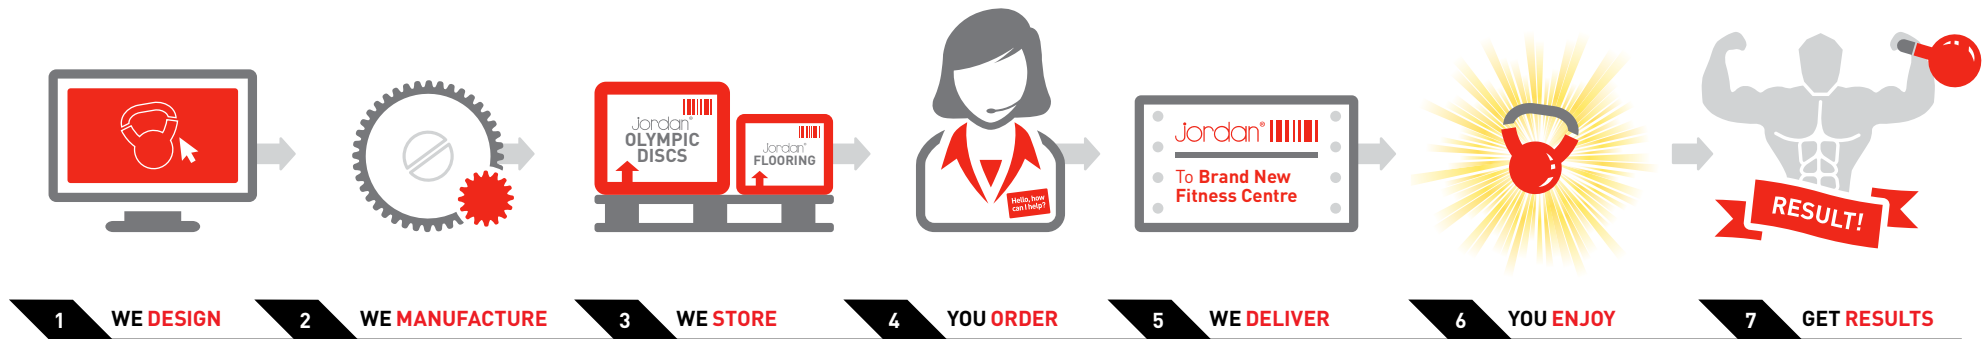 jordan®
OLYMPIC
DISCS
jordan®
FLOORING
Hello, how
can I help?
jordan®
To Brand New
Fitness Centre
RESULT!
1 WE DESIGN
2 WE MANUFACTURE
3 WE STORE
4 YOU ORDER
5 WE DELIVER
6 YOU ENJOY
7 GET RESULTS